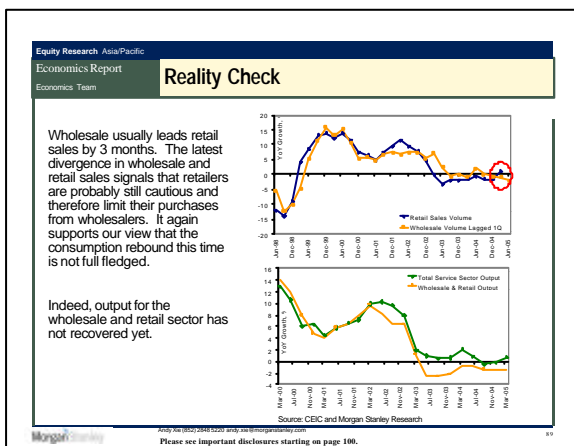 Equity Research Asia/Pacific
Economics Report
Economics Team
Reality Check
Wholesale usually leads retail
sales by 3 months. The latest
divergence in wholesale and
retail sales signals that retailers
are probably still cautious and
therefore limit their purchases
from wholesalers. It again
supports our view that the
consumption rebound this time
is not full fledged.
Indeed, output for the
wholesale and retail sector has
not recovered yet.
20
15
10
5
0
-5
-10
-15
-20
YoY Growth,
Retail Sales Volume
Wholesale Volume Lagged 1Q
Jun-98
Dec-98
Jun-99
Dec-99
Jun-00
Dec-00
Jun-01
Dec-01
Jun-02
Dec-02
Jun-03
Dec-03
Jun-04
Dec-04
Jun-05
16
14
12
10
8
6
4
2
0
-2
-4
YoY Growth,
Total Service Sector Output
Wholesale & Retail Output
Mar-00
Jul-00
Nov-00
Mar-01
Jul-01
Nov-01
Mar-02
Jul-02
Nov-02
Mar-03
Jul-03
Nov-03
Mar-04
Jul-04
Nov-04
Mar-05
Source: CEIC and Morgan Stanley Research
Morgan Stanley
Andy Xie (852) 2848 5220 andy.xie@morganstanley.com
Please see important disclosures starting on page 100.
89